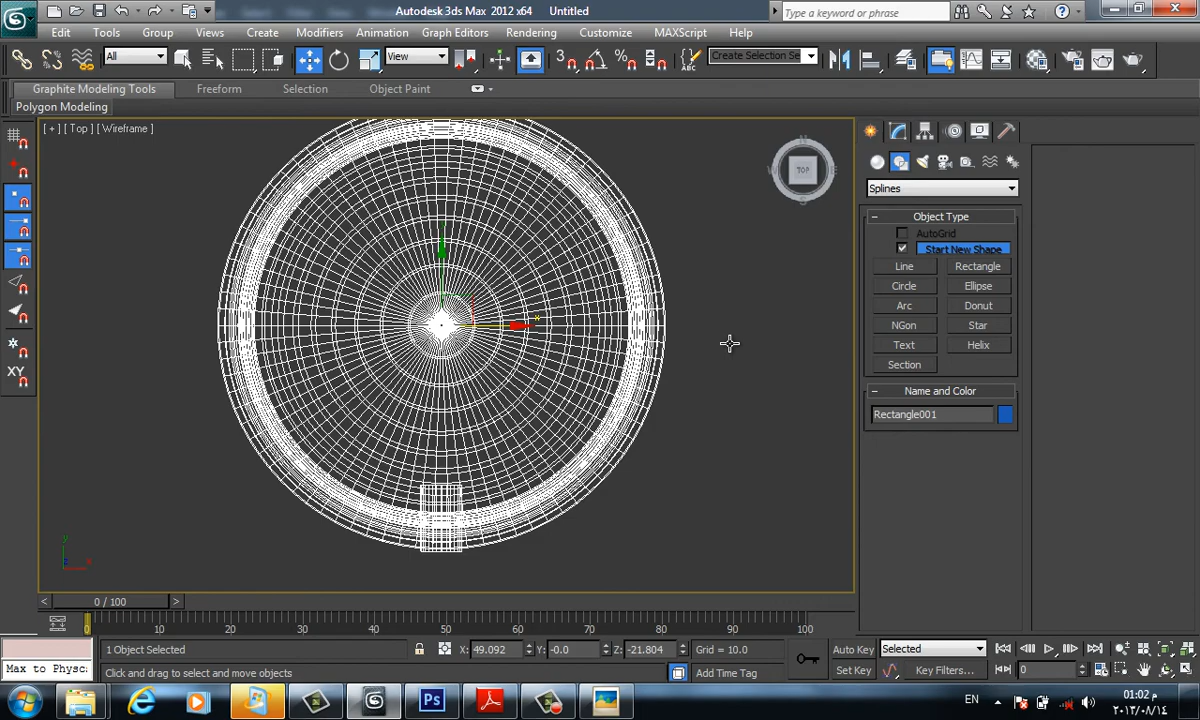 Autodesk 3ds Max 2012 x64    Untitled
Type a keyword or phrase
Edit Tools Group Views Create Modifiers Animation Graph Editors Rendering Customize MAXScript Help
All View 3 % Create Selection Se
Graphite Modeling Tools Freeform Selection Object Paint
Polygon Modeling
[ + ] [ Top ] [ Wireframe ]
TOP
Splines
Object Type
AutoGrid
Start New Shape
Line Rectangle
Circle Ellipse
Arc Donut
NGon Star
Text Helix
Section
Name and Color
Rectangle001
XY
y
x
< 0 / 100 >
0 10 20 30 40 50 60 70 80 90 100
1 Object Selected X: 49.092 Y: -0.0 Z: -21.804 Grid = 10.0 Auto Key Selected
Max to Physc Click and drag to select and move objects Add Time Tag Set Key Key Filters... 0
Ps EN
م 01:02
٢٠١٣/٠٨/١٤